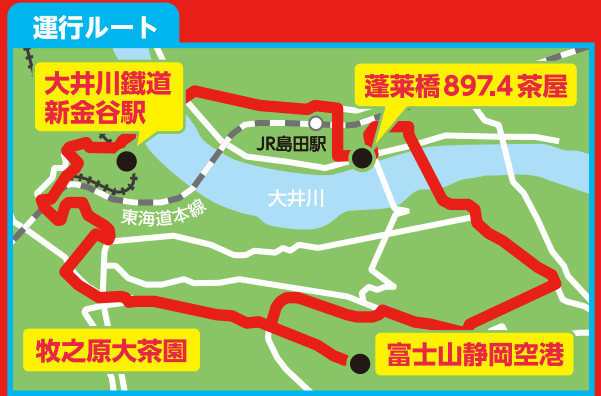 運行ルート
大井川鐵道
新金谷駅
蓬莱橋897.4茶屋
JR島田駅
大井川
東海道本線
牧之原大茶園
富士山静岡空港